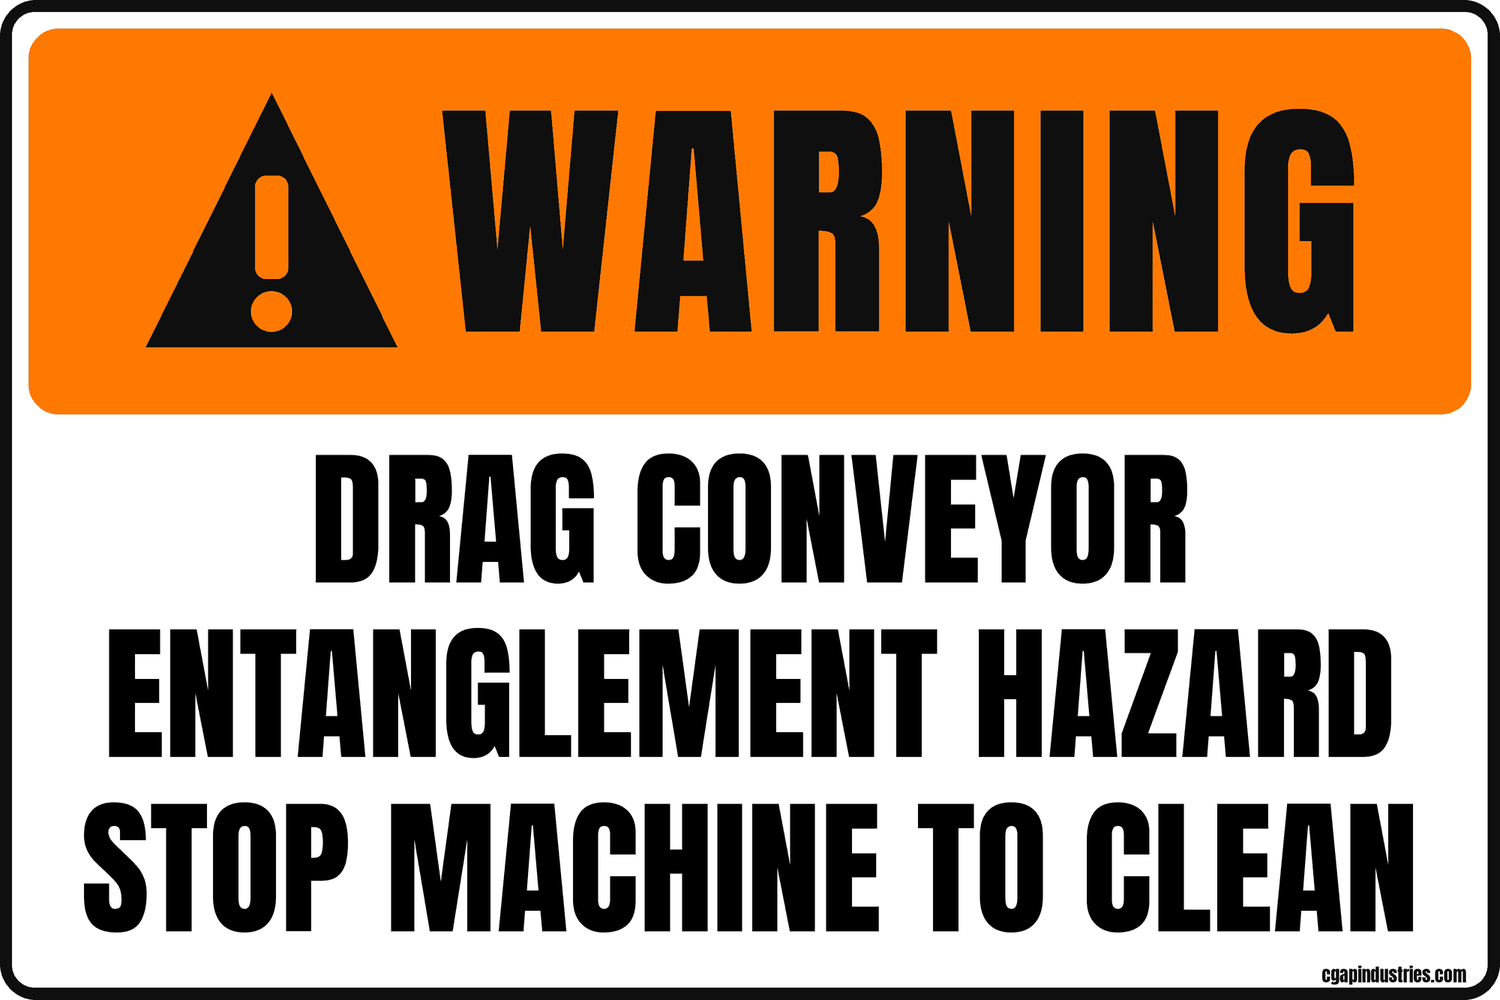 WARNING
DRAG CONVEYOR
ENTANGLEMENT HAZARD
STOP MACHINE TO CLEAN
cgapindustries.com